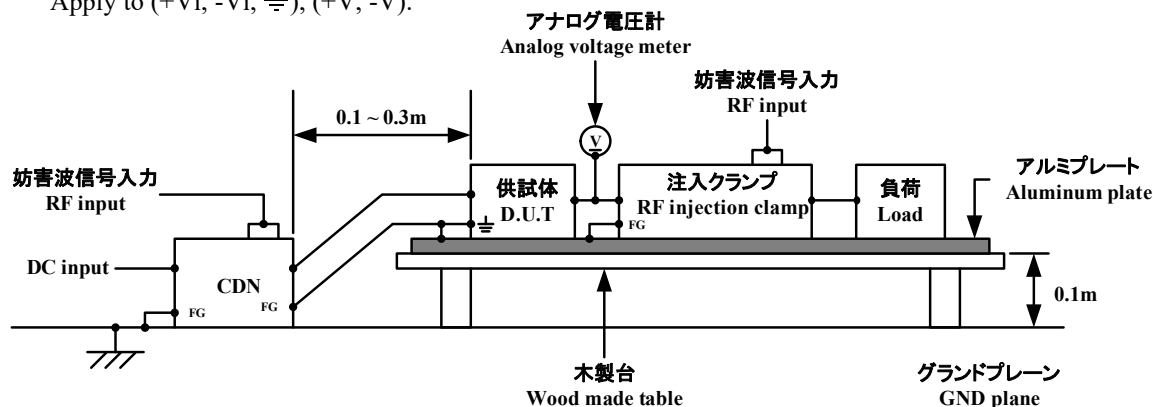 Apply to (+Vi, -Vi, ⏚), (+V, -V).
アナログ電圧計
Analog voltage meter
妨害波信号入力
RF input
0.1 ~ 0.3m
V
妨害波信号入力
RF input
供試体
D.U.T
注入クランプ
RF injection clamp
FG
負荷
Load
アルミプレート
Aluminum plate
DC input
CDN
FG
FG
0.1m
木製台
Wood made table
グランドプレーン
GND plane